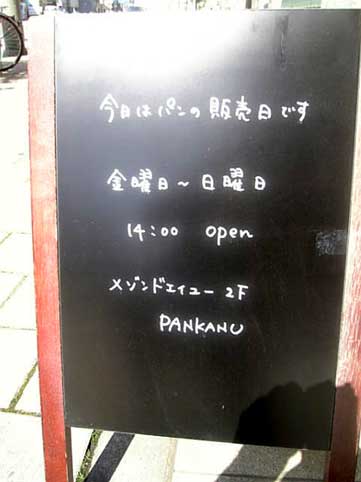 今日はパンの販売日です
金曜日～日曜日
14:00 open
メゾンドエイユー 2F
PANKANU